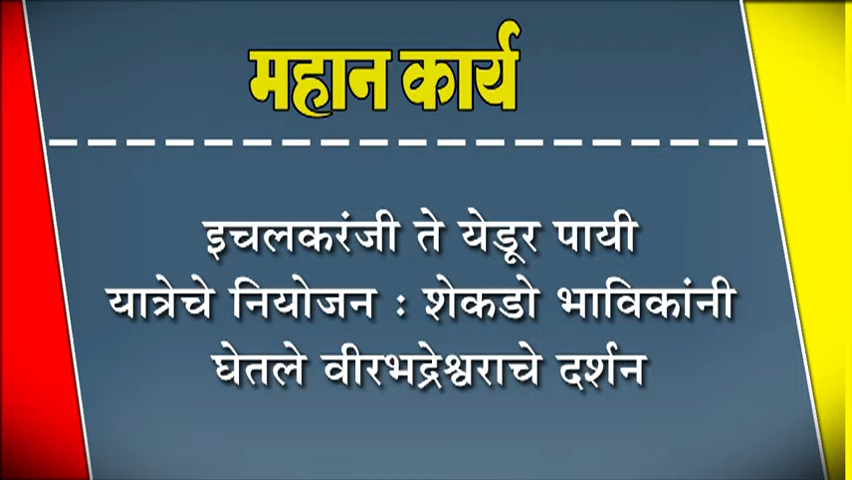 महान कार्य
इचलकरंजी ते येडूर पायी
यात्रेचे नियोजन : शेकडो भाविकांनी
घेतले वीरभद्रेश्वराचे दर्शन